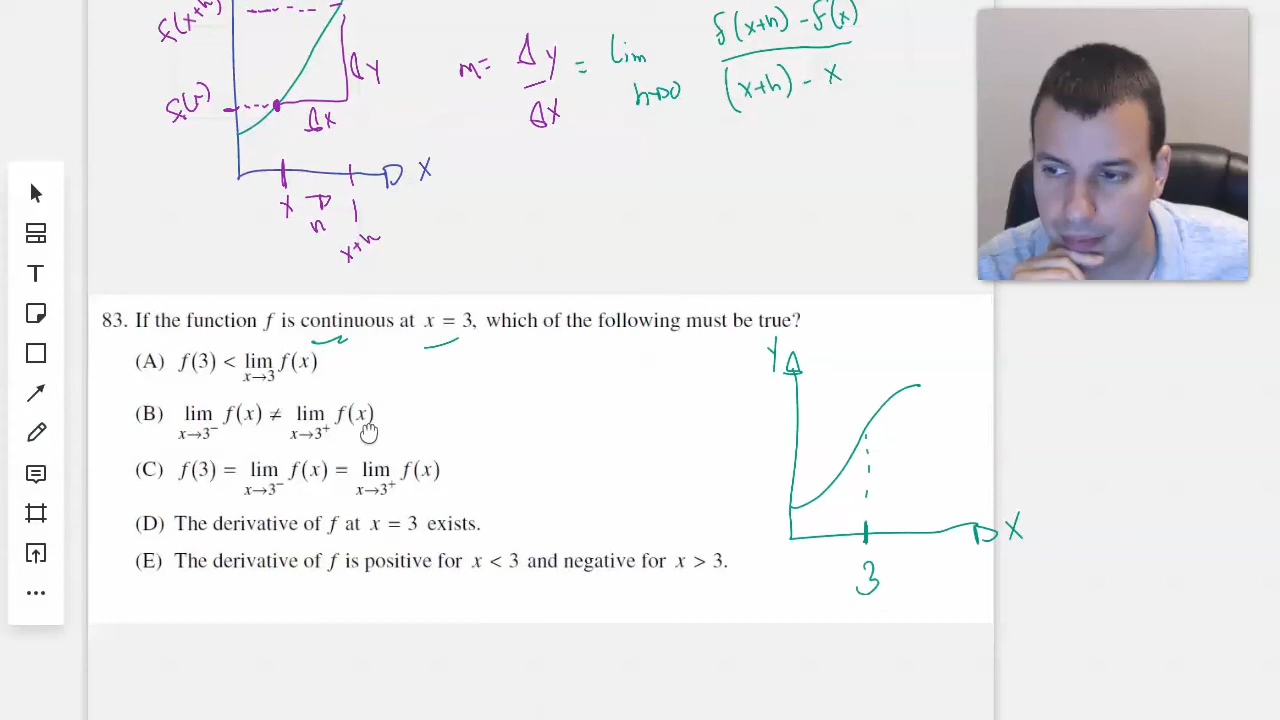 f(x+h)
f(x+h) - f(x)
m = Δy = lim
Δx h→0 (x+h) - x
Δy
f(x)
Δx
X
x h
x+h
83. If the function f is continuous at x = 3, which of the following must be true?
(A) f(3) < lim x→3 f(x)
(B) lim x→3⁻ f(x) ≠ lim x→3⁺ f(x)
(C) f(3) = lim x→3⁻ f(x) = lim x→3⁺ f(x)
(D) The derivative of f at x = 3 exists.
(E) The derivative of f is positive for x < 3 and negative for x > 3.
Y
X
3
T